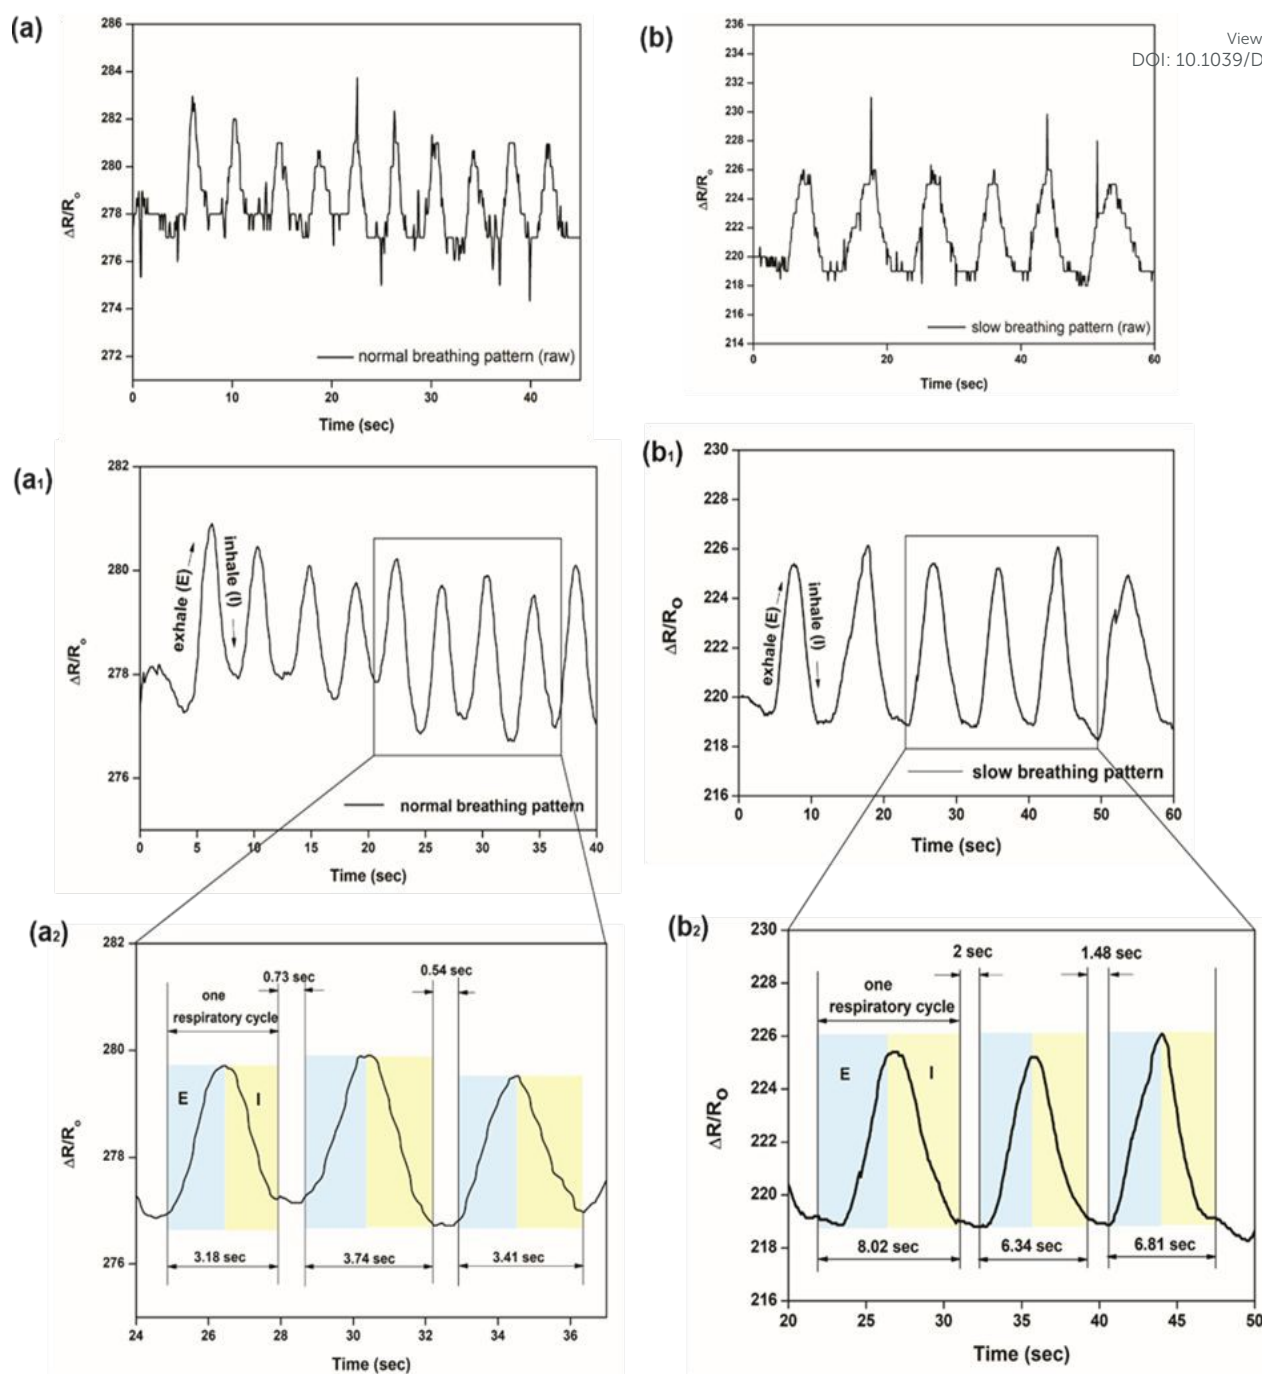 (a)
286
284
282
280
278
276
274
272
ΔR/Ro
normal breathing pattern (raw)
0 10 20 30 40
Time (sec)
(b)
View
DOI: 10.1039/D
236
234
232
230
228
226
224
222
220
218
216
214
ΔR/Ro
slow breathing pattern (raw)
0 20 40 60
Time (sec)
(a1)
282
280
278
276
ΔR/Ro
exhale (E)
inhale (I)
normal breathing pattern
0 5 10 15 20 25 30 35 40
Time (sec)
(b1)
230
228
226
224
222
220
218
216
ΔR/RO
exhale (E)
inhale (I)
slow breathing pattern
0 10 20 30 40 50 60
Time (sec)
(a2)
282
280
278
276
ΔR/Ro
0.73 sec
0.54 sec
one
respiratory cycle
E
I
3.18 sec
3.74 sec
3.41 sec
24 26 28 30 32 34 36
Time (sec)
(b2)
230
228
226
224
222
220
218
216
ΔR/RO
2 sec
1.48 sec
one
respiratory cycle
E
I
8.02 sec
6.34 sec
6.81 sec
20 25 30 35 40 45 50
Time (sec)